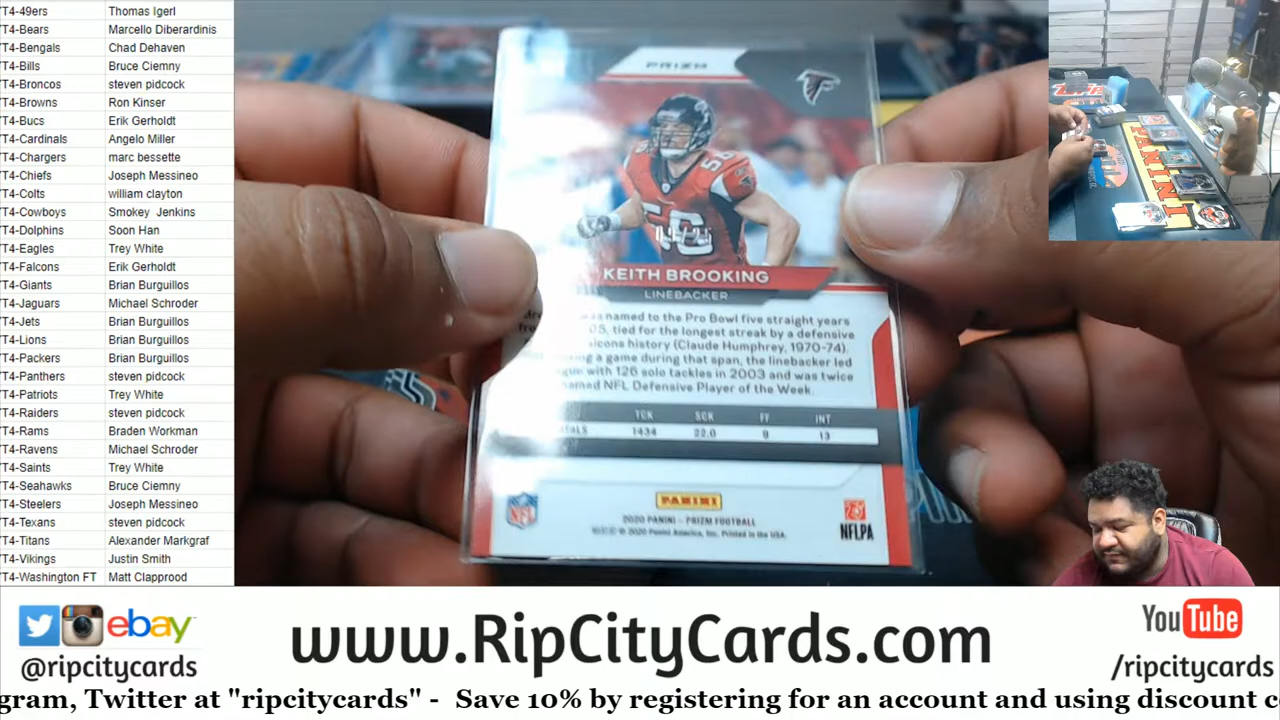 T4-49ers Thomas Igerl
T4-Bears Marcello Diberardinis
T4-Bengals Chad Dehaven
T4-Bills Bruce Ciemny
T4-Broncos steven pidcock
T4-Browns Ron Kinser
T4-Bucs Erik Gerholdt
T4-Cardinals Angelo Miller
T4-Chargers marc bessette
T4-Chiefs Joseph Messineo
T4-Colts william clayton
T4-Cowboys Smokey Jenkins
T4-Dolphins Soon Han
T4-Eagles Trey White
T4-Falcons Erik Gerholdt
T4-Giants Brian Burguillos
T4-Jaguars Michael Schroder
T4-Jets Brian Burguillos
T4-Lions Brian Burguillos
T4-Packers Brian Burguillos
T4-Panthers steven pidcock
T4-Patriots Trey White
T4-Raiders steven pidcock
T4-Rams Braden Workman
T4-Ravens Michael Schroder
T4-Saints Trey White
T4-Seahawks Bruce Ciemny
T4-Steelers Joseph Messineo
T4-Texans steven pidcock
T4-Titans Alexander Markgraf
T4-Vikings Justin Smith
T4-Washington FT Matt Clapprood
PRIZM
56
56
KEITH BROOKING
LINEBACKER
named to the Pro Bowl five straight years
05, tied for the longest streak by a defensive
history (Claude Humphrey, 1970-74).
a game during that span, the linebacker led
with 126 solo tackles in 2003 and was twice
named NFL Defensive Player of the Week.
TCK SCK FF INT
1434 22.0 9 13
NFL
PANINI
NFLPA
2020 PANINI - PRIZM FOOTBALL
© 2020 Panini America, Inc. Printed in the USA.
PANINI
ebay
@ripcitycards
www.RipCityCards.com
YouTube
/ripcitycards
gram, Twitter at "ripcitycards" - Save 10% by registering for an account and using discount c